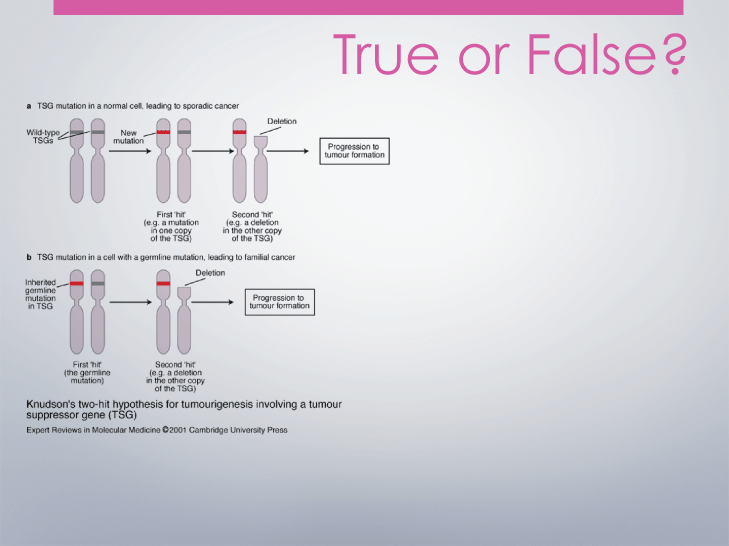 True or False?
a TSG mutation in a normal cell, leading to sporadic cancer
Wild-type
TSGs
New
mutation
Deletion
Progression to
tumour formation
First 'hit'
(e.g. a mutation
in one copy
of the TSG)
Second 'hit'
(e.g. a deletion
in the other copy
of the TSG)
b TSG mutation in a cell with a germline mutation, leading to familial cancer
Inherited
germline
mutation
in TSG
Deletion
Progression to
tumour formation
First 'hit'
(the germline
mutation)
Second 'hit'
(e.g. a deletion
in the other copy
of the TSG)
Knudson's two-hit hypothesis for tumourigenesis involving a tumour
suppressor gene (TSG)
Expert Reviews in Molecular Medicine ©2001 Cambridge University Press